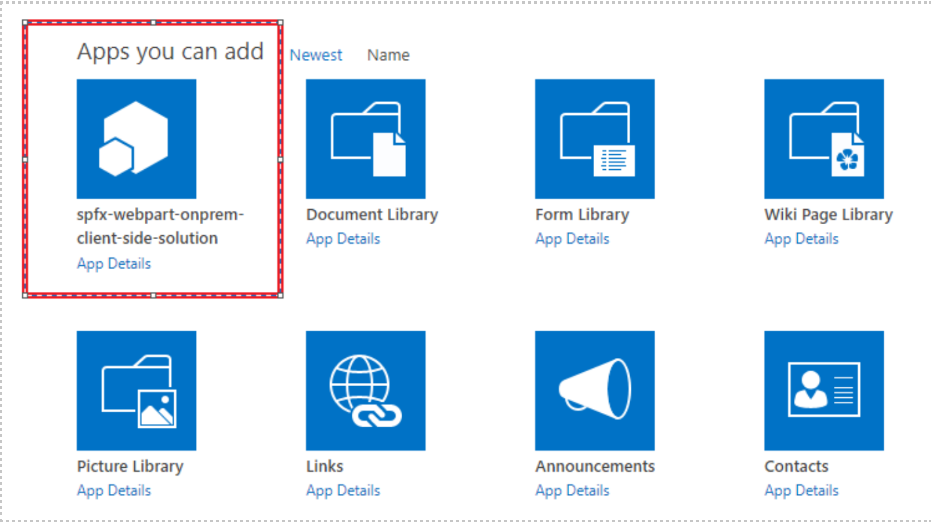 Apps you can add Newest Name
spfx-webpart-onprem-
client-side-solution
App Details
Document Library
App Details
Form Library
App Details
Wiki Page Library
App Details
Picture Library
App Details
Links
App Details
Announcements
App Details
Contacts
App Details